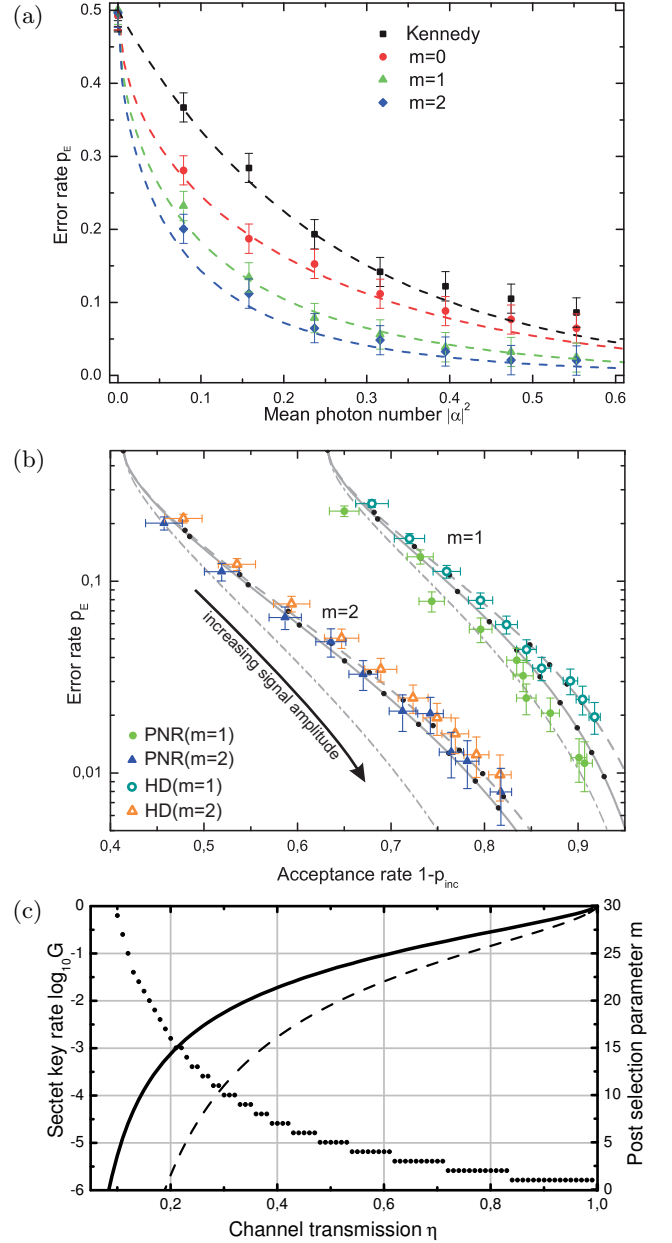 (a)
0.5
0.4
0.3
0.2
0.1
0.0
Error rate p_E
Kennedy
m=0
m=1
m=2
0.0 0.1 0.2 0.3 0.4 0.5 0.6
Mean photon number |α|²
(b)
0,1
0,01
Error rate p_E
m=1
m=2
increasing signal amplitude
PNR(m=1)
PNR(m=2)
HD(m=1)
HD(m=2)
0,4 0,5 0,6 0,7 0,8 0,9
Acceptance rate 1-p_inc
(c)
0
-1
-2
-3
-4
-5
-6
Sectet key rate log₁₀G
30
25
20
15
10
5
0
Post selection parameter m
0,2 0,4 0,6 0,8 1,0
Channel transmission η